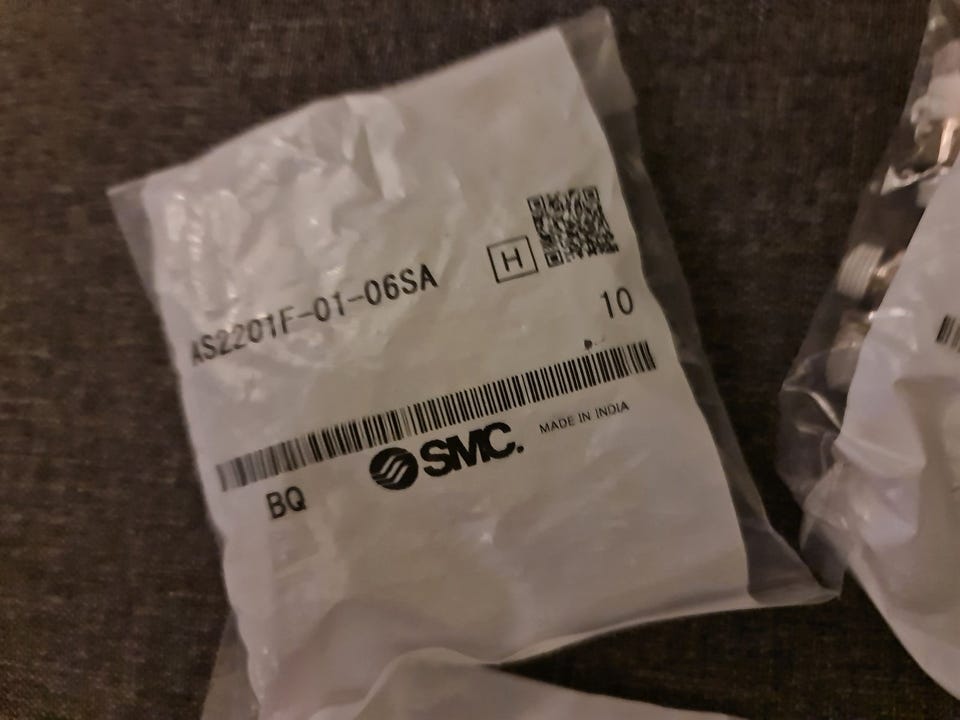 H
AS2201F-01-06SA
10
SMC.
MADE IN INDIA
BQ